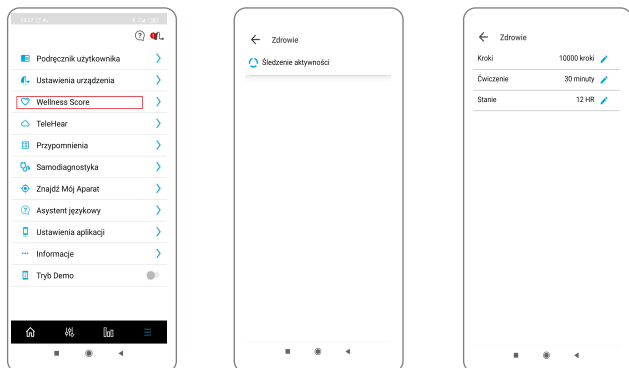 Podręcznik użytkownika
Ustawienia urządzenia
Wellness Score
TeleHear
Przypomnienia
Samodiagnostyka
Znajdź Mój Aparat
Asystent językowy
Ustawienia aplikacji
Informacje
Tryb Demo
Zdrowie
Śledzenie aktywności
Zdrowie
Kroki 10000 kroki
Ćwiczenie 30 minuty
Stanie 12 HR